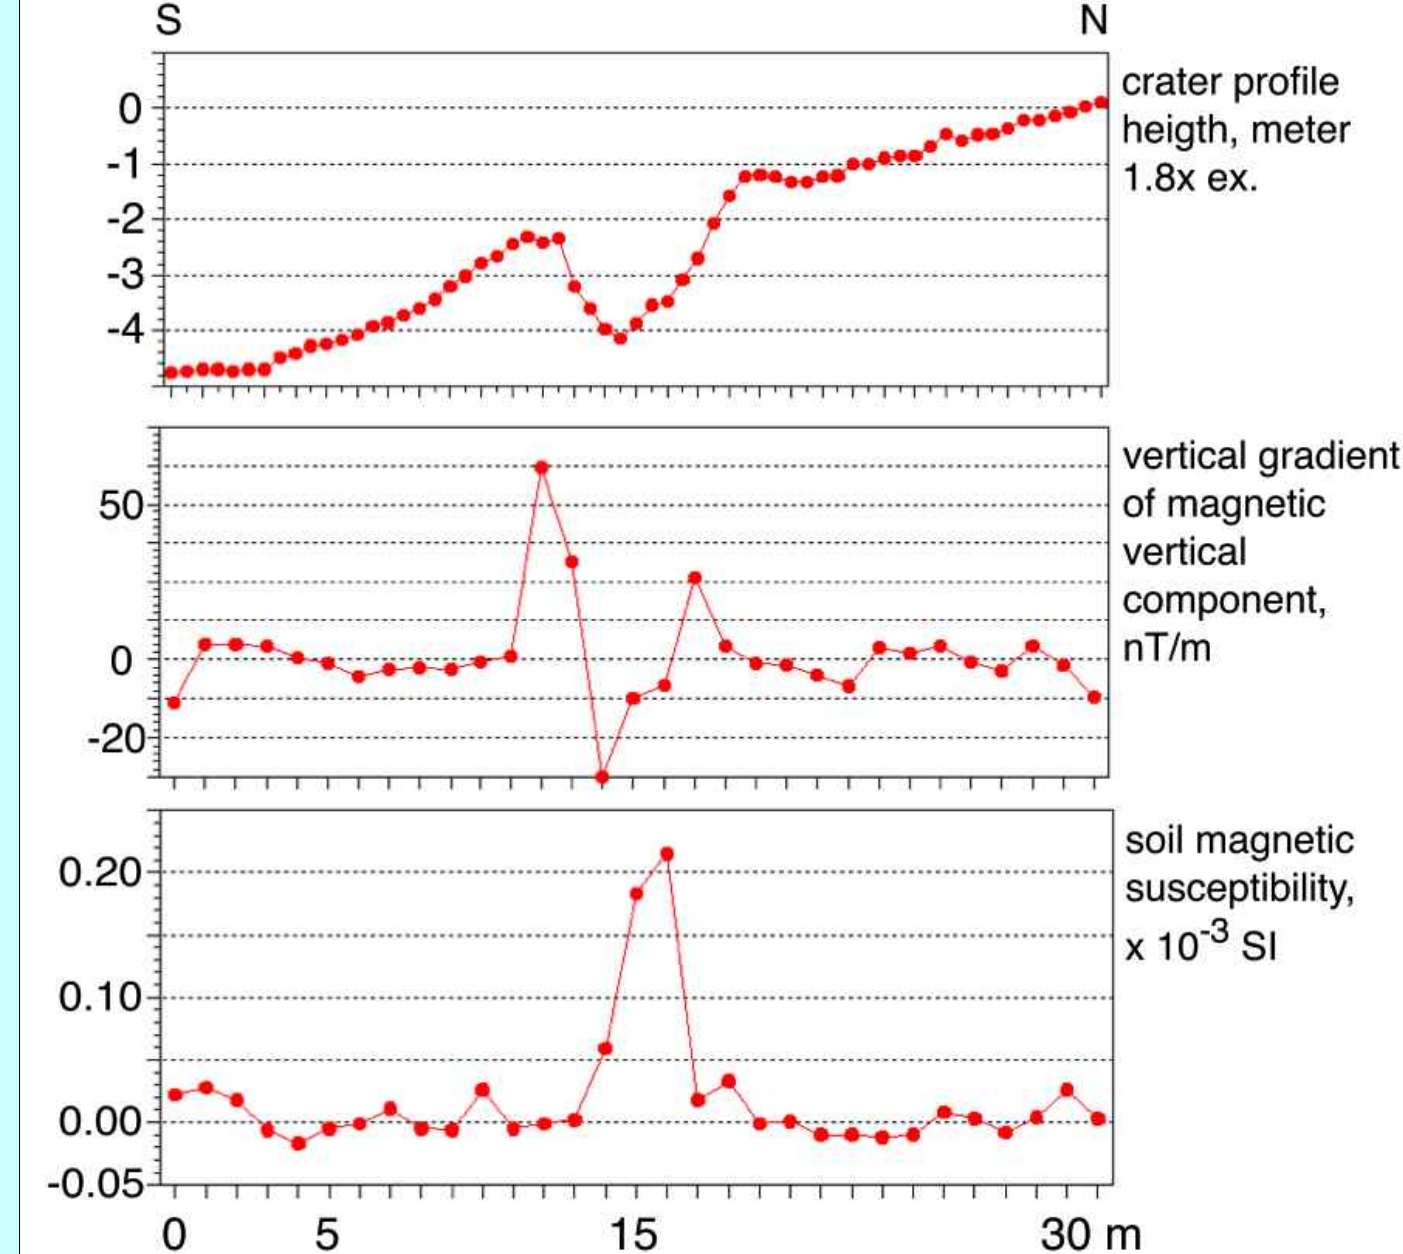 S N
0
-1
-2
-3
-4
crater profile
heigth, meter
1.8x ex.
50
0
-20
vertical gradient
of magnetic
vertical
component,
nT/m
0.20
0.10
0.00
-0.05
soil magnetic
susceptibility,
x 10⁻³ SI
0 5 15 30 m